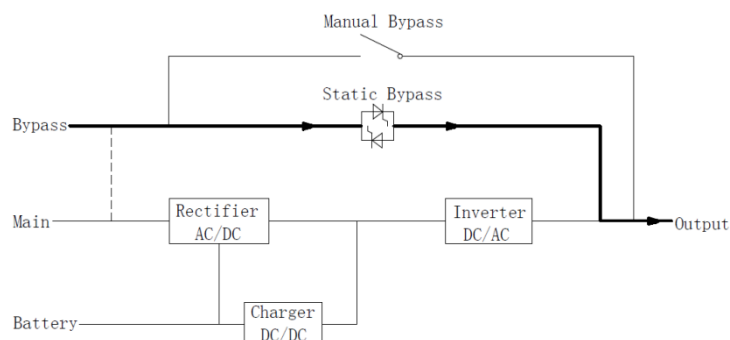 Manual Bypass
Static Bypass
Bypass
Main
Rectifier
AC/DC
Inverter
DC/AC
Output
Battery
Charger
DC/DC